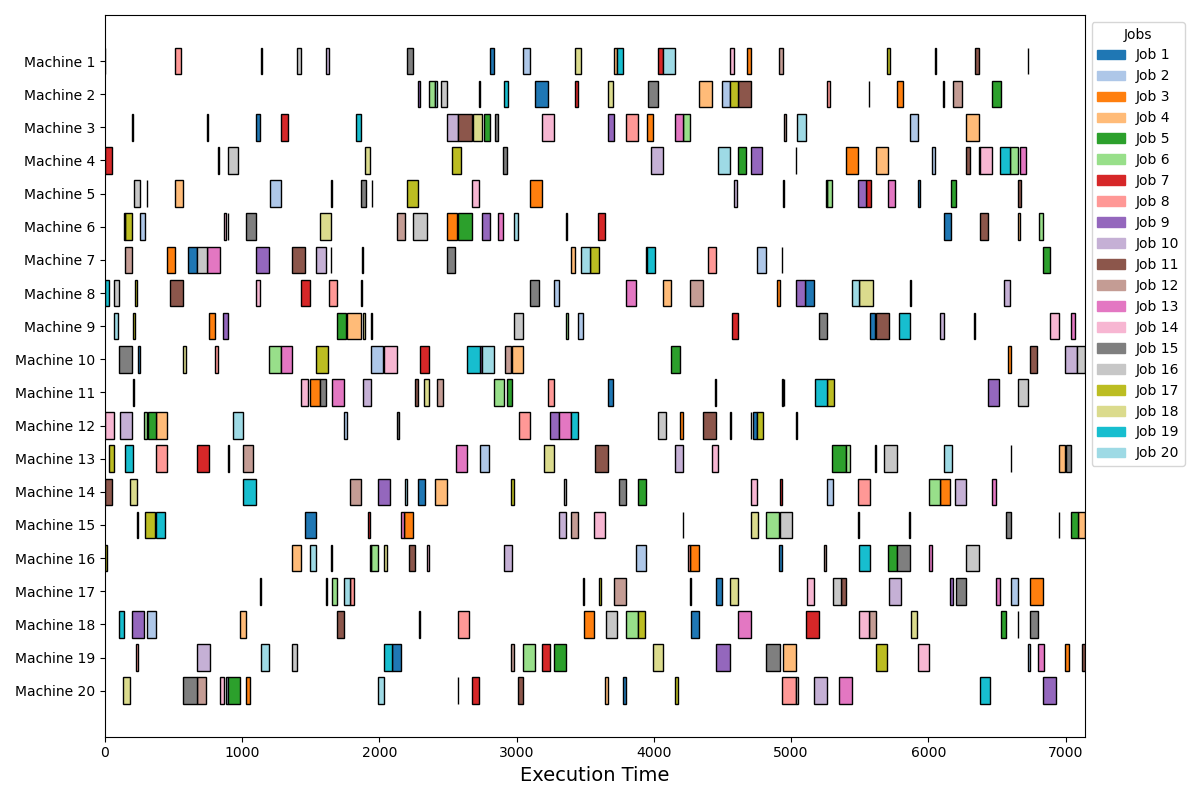 Machine 1
Machine 2
Machine 3
Machine 4
Machine 5
Machine 6
Machine 7
Machine 8
Machine 9
Machine 10
Machine 11
Machine 12
Machine 13
Machine 14
Machine 15
Machine 16
Machine 17
Machine 18
Machine 19
Machine 20
0 1000 2000 3000 4000 5000 6000 7000
Execution Time
Jobs
Job 1
Job 2
Job 3
Job 4
Job 5
Job 6
Job 7
Job 8
Job 9
Job 10
Job 11
Job 12
Job 13
Job 14
Job 15
Job 16
Job 17
Job 18
Job 19
Job 20